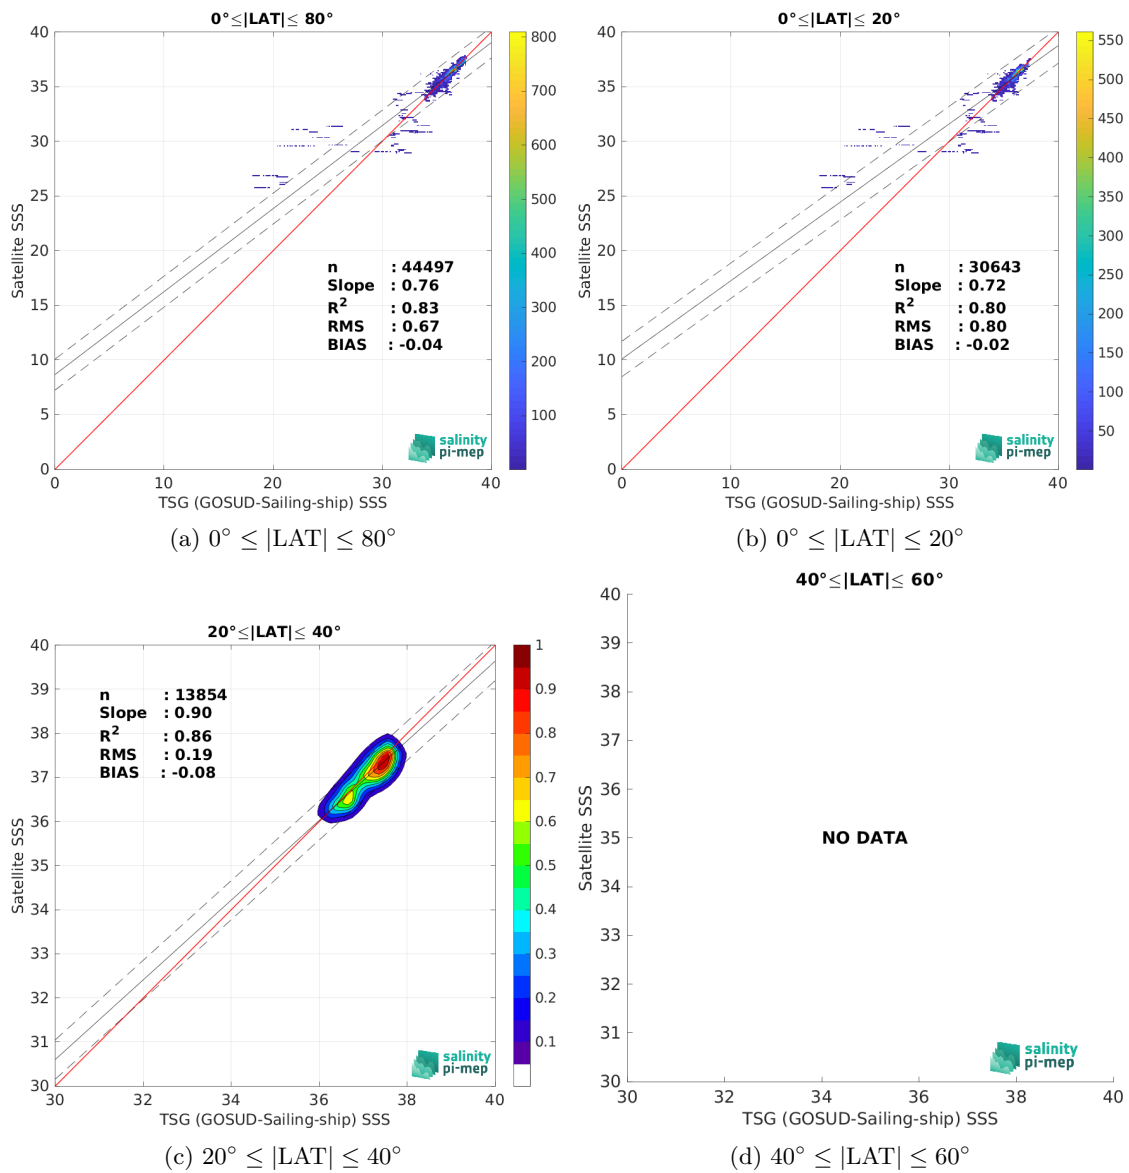 0°≤|LAT|≤ 80°
40
35
30
25
20
15
10
5
0
Satellite SSS
n : 44497
Slope : 0.76
R2 : 0.83
RMS : 0.67
BIAS : -0.04
salinity
pi-mep
0 10 20 30 40
TSG (GOSUD-Sailing-ship) SSS
800
700
600
500
400
300
200
100
(a) 0° ≤ |LAT| ≤ 80°
0°≤|LAT|≤ 20°
40
35
30
25
20
15
10
5
0
Satellite SSS
n : 30643
Slope : 0.72
R2 : 0.80
RMS : 0.80
BIAS : -0.02
salinity
pi-mep
0 10 20 30 40
TSG (GOSUD-Sailing-ship) SSS
550
500
450
400
350
300
250
200
150
100
50
(b) 0° ≤ |LAT| ≤ 20°
20°≤|LAT|≤ 40°
40
39
38
37
36
35
34
33
32
31
30
Satellite SSS
n : 13854
Slope : 0.90
R2 : 0.86
RMS : 0.19
BIAS : -0.08
salinity
pi-mep
30 32 34 36 38 40
TSG (GOSUD-Sailing-ship) SSS
1
0.9
0.8
0.7
0.6
0.5
0.4
0.3
0.2
0.1
(c) 20° ≤ |LAT| ≤ 40°
40°≤|LAT|≤ 60°
40
39
38
37
36
35
34
33
32
31
30
Satellite SSS
NO DATA
salinity
pi-mep
30 32 34 36 38 40
TSG (GOSUD-Sailing-ship) SSS
(d) 40° ≤ |LAT| ≤ 60°